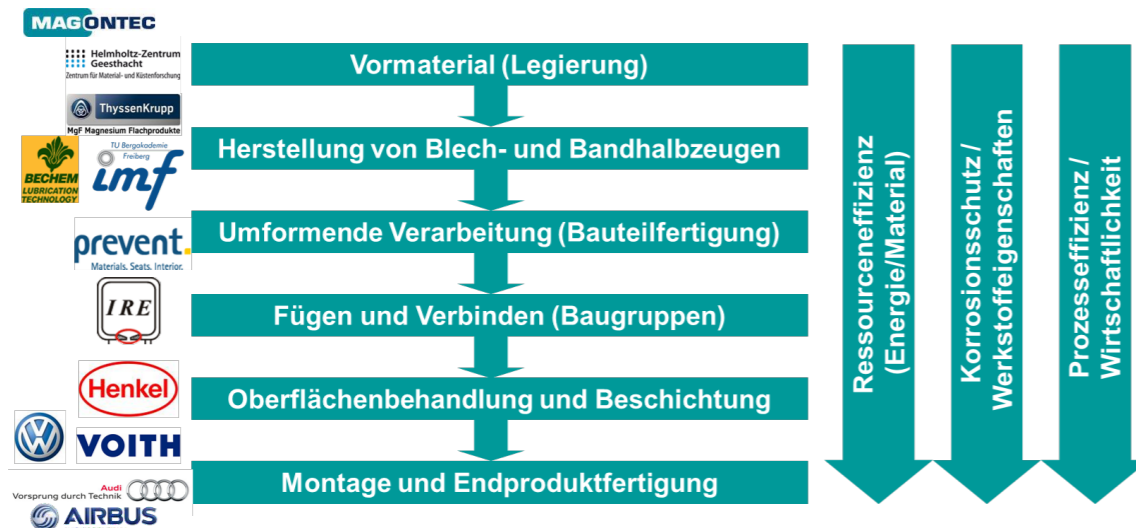 MAGONTEC
Helmholtz-Zentrum
Geesthacht
Zentrum für Material- und Küstenforschung
ThyssenKrupp
MgF Magnesium Flachprodukte
BECHEM
LUBRICATION
TECHNOLOGY
TU Bergakademie
Freiberg
imf
prevent.
Materials. Seats. Interior.
IRE
Henkel
VW
VOITH
Audi
Vorsprung durch Technik
AIRBUS
Vormaterial (Legierung)
Herstellung von Blech- und Bandhalbzeugen
Umformende Verarbeitung (Bauteilfertigung)
Fügen und Verbinden (Baugruppen)
Oberflächenbehandlung und Beschichtung
Montage und Endproduktfertigung
Ressourceneffizienz
(Energie/Material)
Korrosionsschutz /
Werkstoffeigenschaften
Prozesseffizienz /
Wirtschaftlichkeit